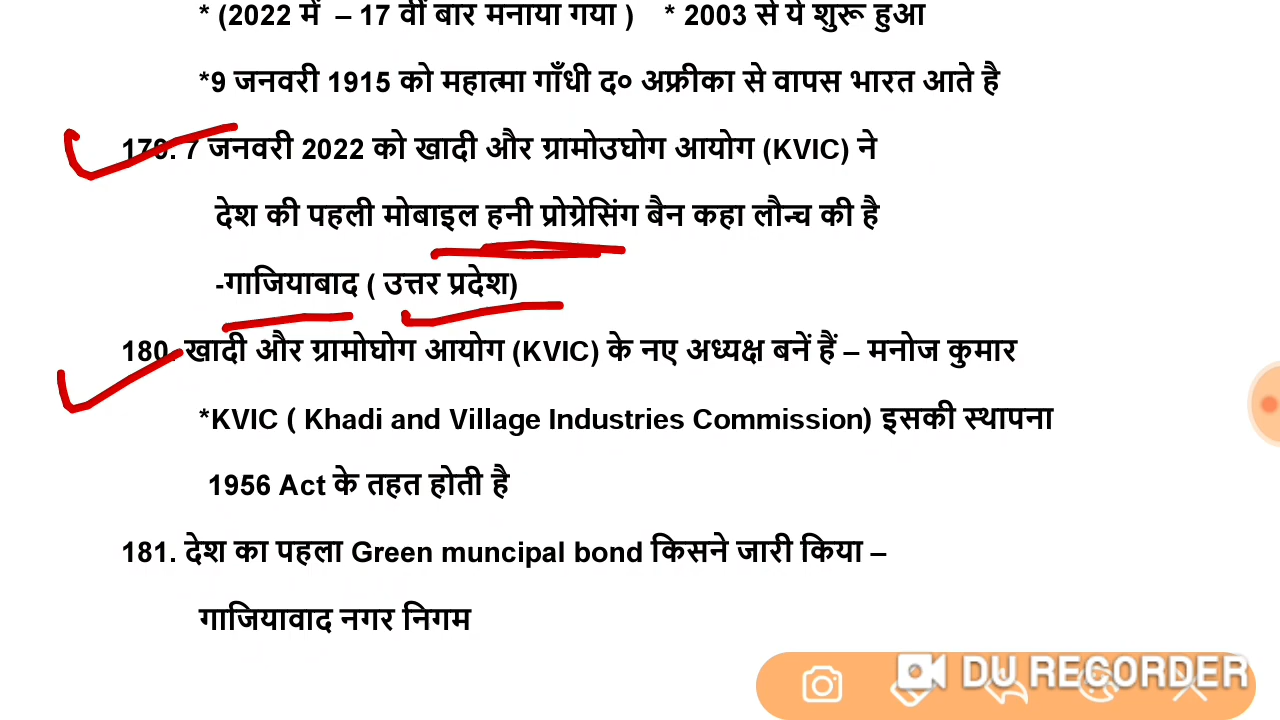 * (2022 में – 17 वीं बार मनाया गया ) * 2003 से ये शुरू हुआ
*9 जनवरी 1915 को महात्मा गाँधी द० अफ्रीका से वापस भारत आते है
179. 7 जनवरी 2022 को खादी और ग्रामोउघोग आयोग (KVIC) ने
देश की पहली मोबाइल हनी प्रोग्रेसिंग बैन कहा लौन्च की है
-गाजियाबाद ( उत्तर प्रदेश)
180. खादी और ग्रामोघोग आयोग (KVIC) के नए अध्यक्ष बनें हैं – मनोज कुमार
*KVIC ( Khadi and Village Industries Commission) इसकी स्थापना
1956 Act के तहत होती है
181. देश का पहला Green muncipal bond किसने जारी किया –
गाजियावाद नगर निगम
DU RECORDER